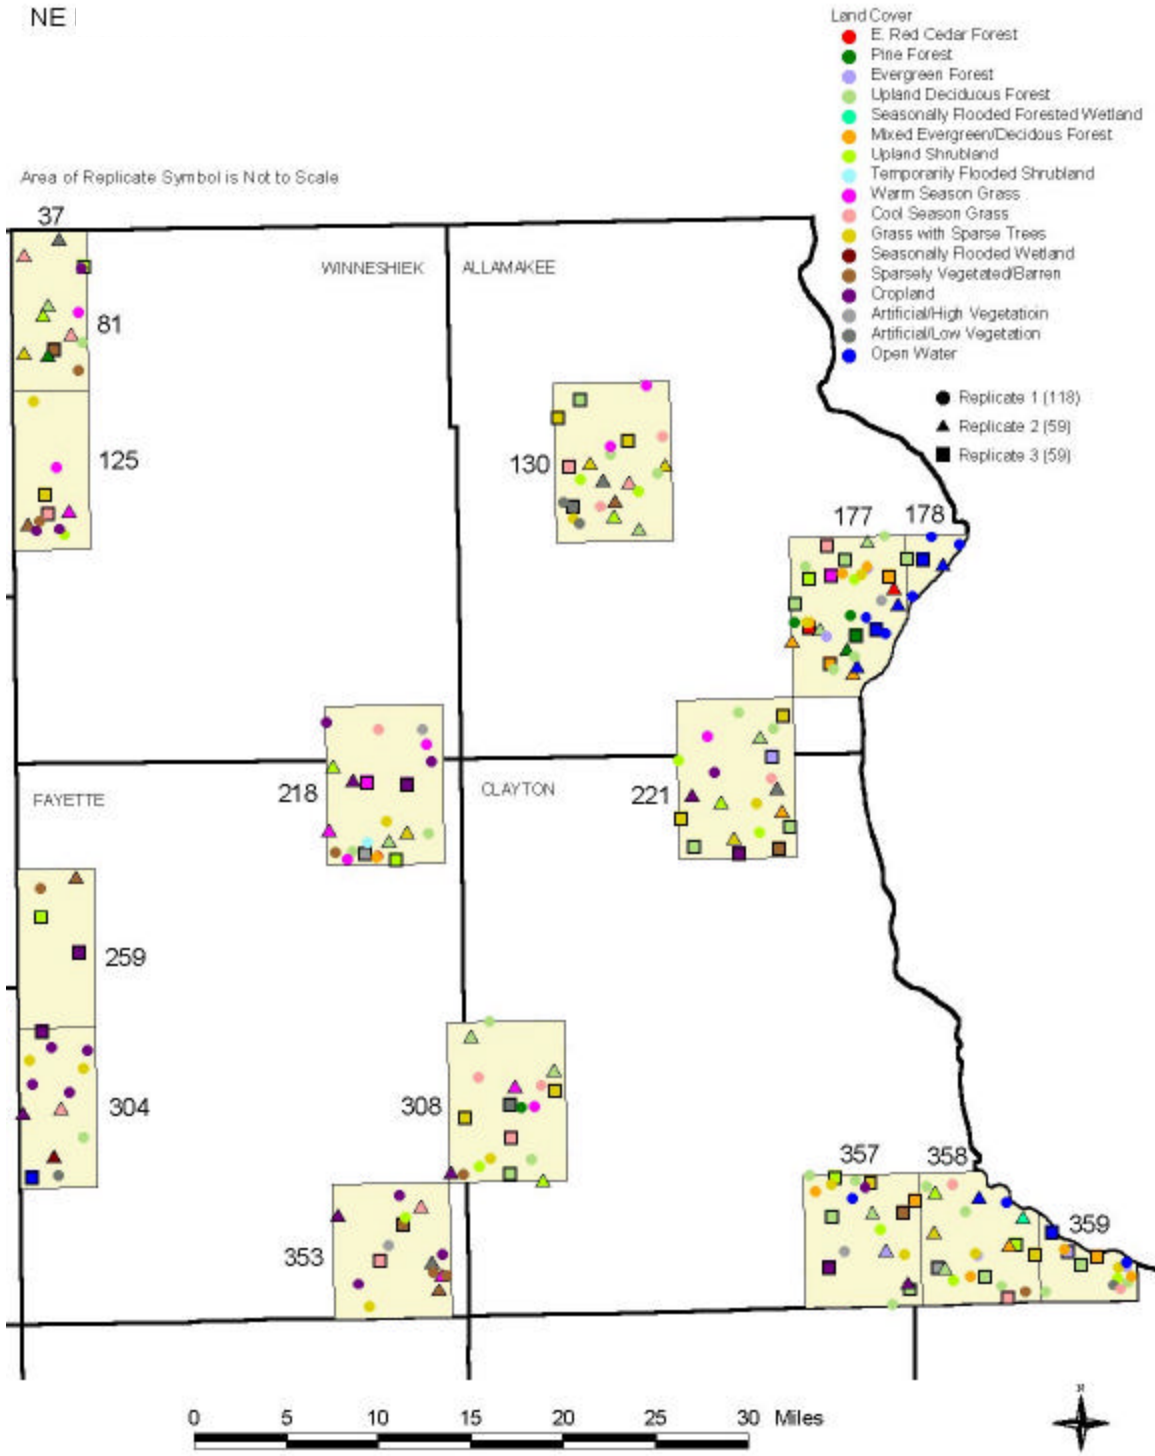 NE
Land Cover
E. Red Cedar Forest
Pine Forest
Evergreen Forest
Upland Deciduous Forest
Seasonally Flooded Forested Wetland
Mixed Evergreen/Decidous Forest
Upland Shrubland
Temporarily Flooded Shrubland
Warm Season Grass
Cool Season Grass
Grass with Sparse Trees
Seasonally Flooded Wetland
Sparsely Vegetated/Barren
Cropland
Artificial/High Vegetatioin
Artificial/Low Vegetation
Open Water
Replicate 1 (118)
Replicate 2 (59)
Replicate 3 (59)
Area of Replicate Symbol is Not to Scale
37
WINNESHIEK
ALLAMAKEE
81
125
130
177
178
218
FAYETTE
CLAYTON
221
259
304
308
353
357
358
359
0 5 10 15 20 25 30 Miles
N